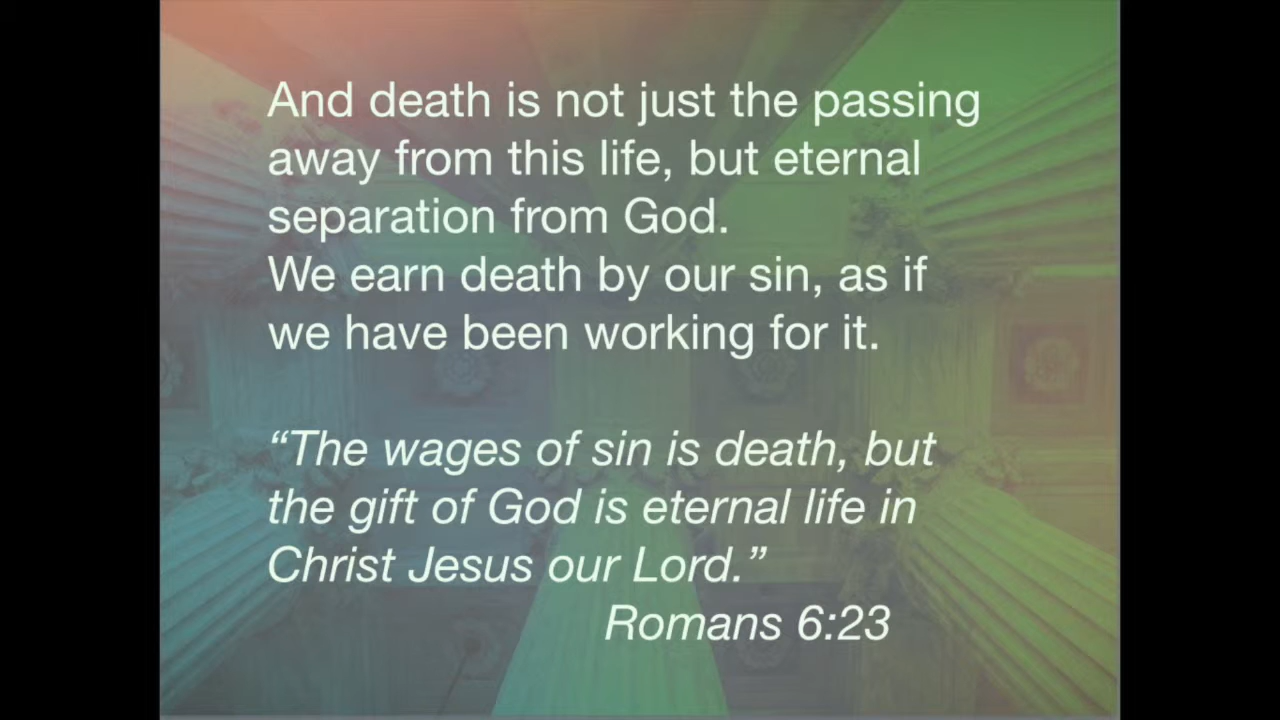 And death is not just the passing
away from this life, but eternal
separation from God.
We earn death by our sin, as if
we have been working for it.
“The wages of sin is death, but
the gift of God is eternal life in
Christ Jesus our Lord.”
Romans 6:23